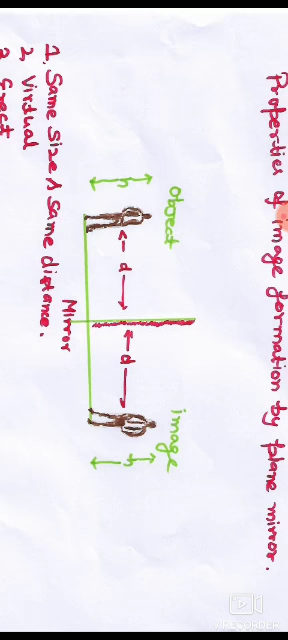 Properties of image formation by plane mirror.
Object
image
h
d
d
h
Mirror
1. Same size & same distance.
2, Virtual
3 Erect
RECORDER